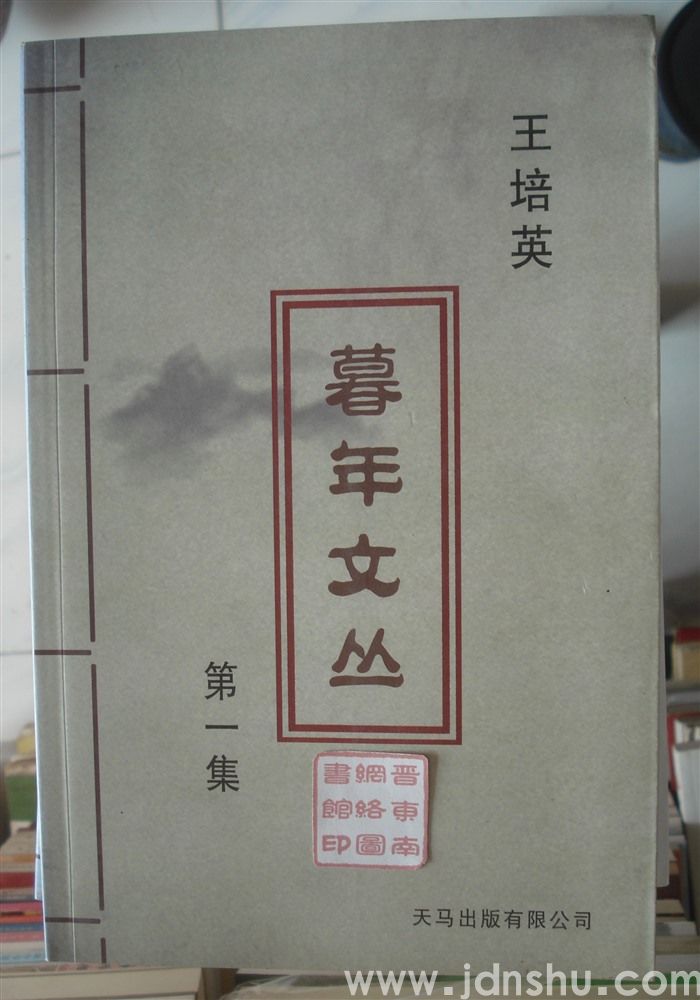 王培英
暮年文丛
第一集
晋東南
網絡圖
書館印
天马出版有限公司
www.jdnshu.com